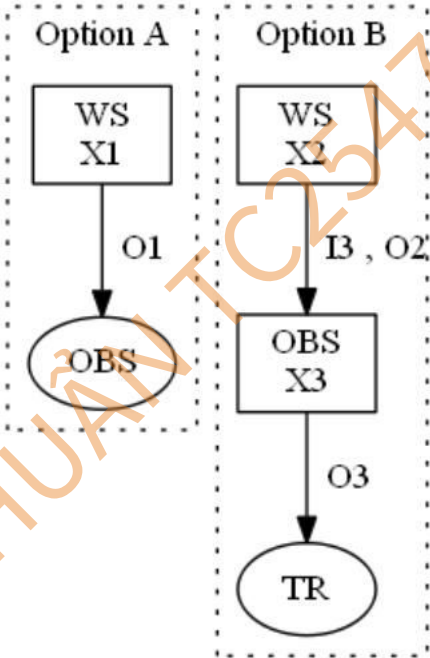 Option A
WS
X1
O1
OBS
Option B
WS
X2
I3 , O2
OBS
X3
O3
TR